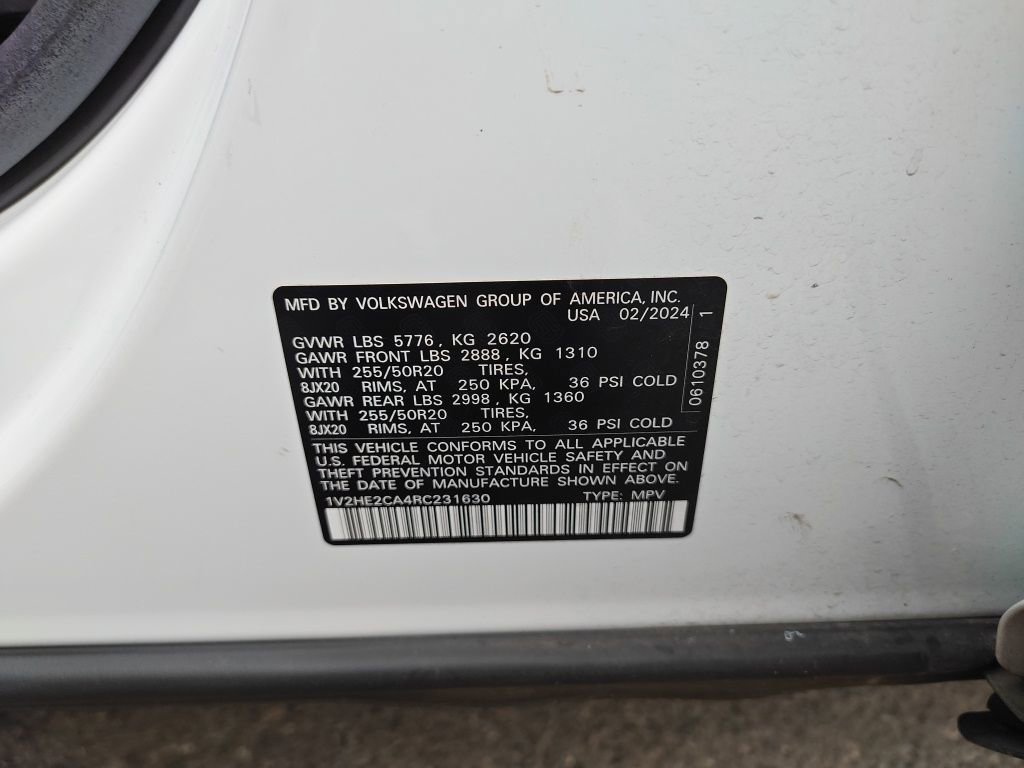 MFD BY VOLKSWAGEN GROUP OF AMERICA, INC.
USA 02/2024
GVWR LBS 5776, KG 2620
GAWR FRONT LBS 2888, KG 1310
WITH 255/50R20 TIRES,
8JX20 RIMS, AT 250 KPA, 36 PSI COLD
GAWR REAR LBS 2998, KG 1360
WITH 255/50R20 TIRES,
8JX20 RIMS, AT 250 KPA, 36 PSI COLD
THIS VEHICLE CONFORMS TO ALL APPLICABLE
U.S. FEDERAL MOTOR VEHICLE SAFETY AND
THEFT PREVENTION STANDARDS IN EFFECT ON
THE DATE OF MANUFACTURE SHOWN ABOVE.
1V2HE2CA4RC231630 TYPE: MPV
0610378 1